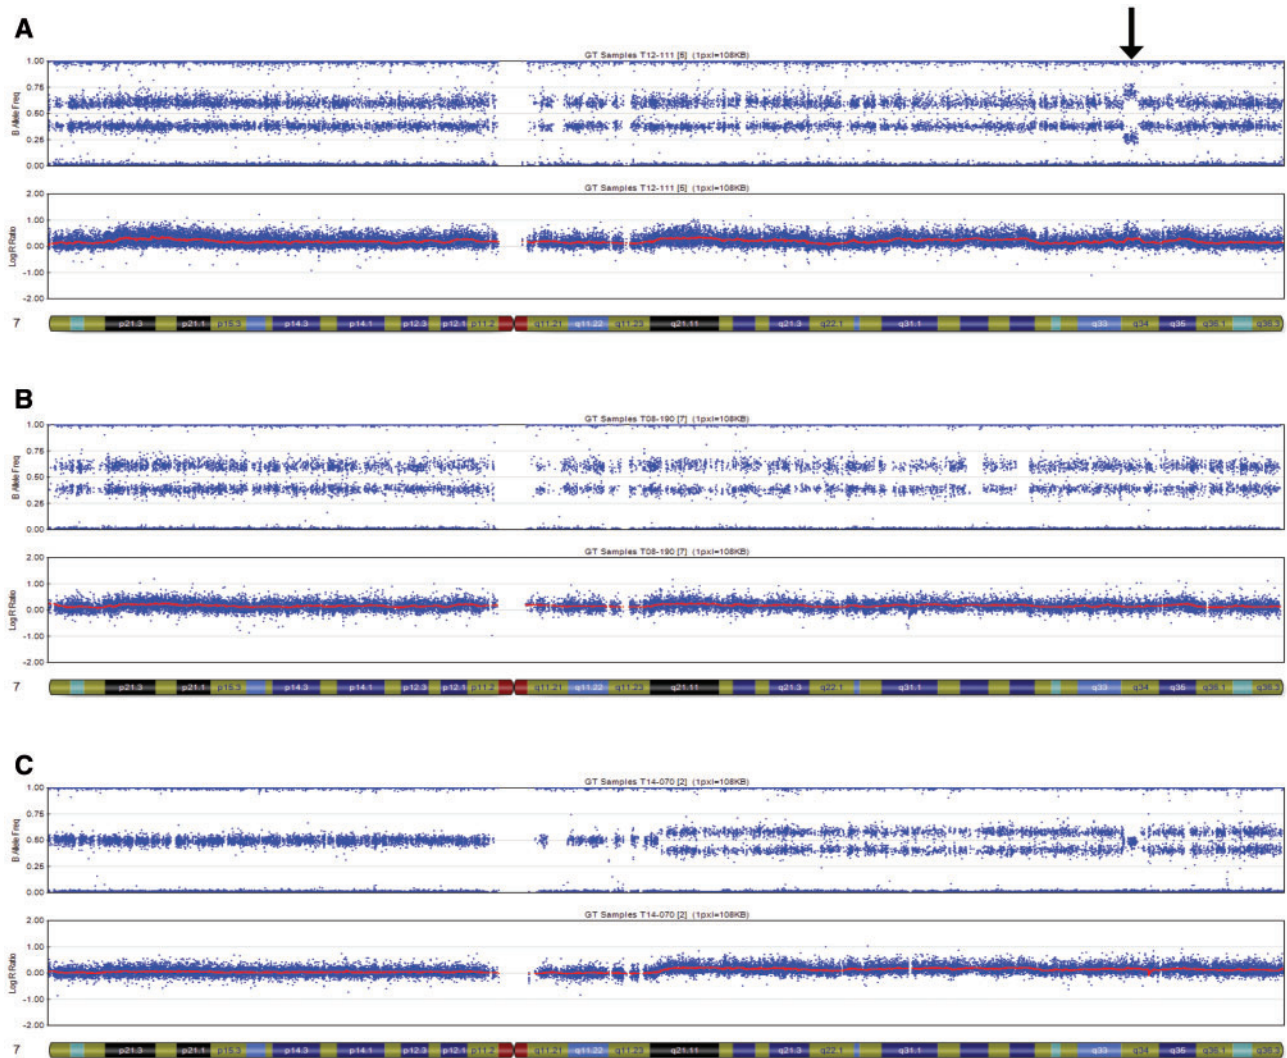 A
GT Samples T12-111 [5] (1pxl=108KB)
1.00
0.75
0.50
0.25
0.00
B Allele Freq
GT Samples T12-111 [5] (1pxl=108KB)
2.00
1.00
0.00
-1.00
-2.00
Log R Ratio
7 p21.3 p21.1 p15.3 p14.3 p14.1 p12.3 p12.1 p11.2 q11.21 q11.22 q11.23 q21.11 q21.3 q22.1 q31.1 q33 q34 q35 q36.1 q36.3
B
GT Samples T08-190 [7] (1pxl=108KB)
1.00
0.75
0.50
0.25
0.00
B Allele Freq
GT Samples T08-190 [7] (1pxl=108KB)
2.00
1.00
0.00
-1.00
-2.00
Log R Ratio
7 p21.3 p21.1 p15.3 p14.3 p14.1 p12.3 p12.1 p11.2 q11.21 q11.22 q11.23 q21.11 q21.3 q22.1 q31.1 q33 q34 q35 q36.1 q36.3
C
GT Samples T14-070 [2] (1pxl=108KB)
1.00
0.75
0.50
0.25
0.00
B Allele Freq
GT Samples T14-070 [2] (1pxl=108KB)
2.00
1.00
0.00
-1.00
-2.00
Log R Ratio
7 p21.3 p21.1 p15.3 p14.3 p14.1 p12.3 p12.1 p11.2 q11.21 q11.22 q11.23 q21.11 q21.3 q22.1 q31.1 q33 q34 q35 q36.1 q36.3